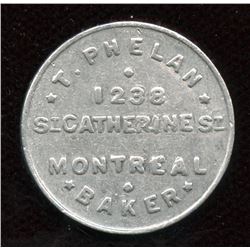 T. PHELAN
1238
ST CATHERINE ST
MONTREAL
BAKER